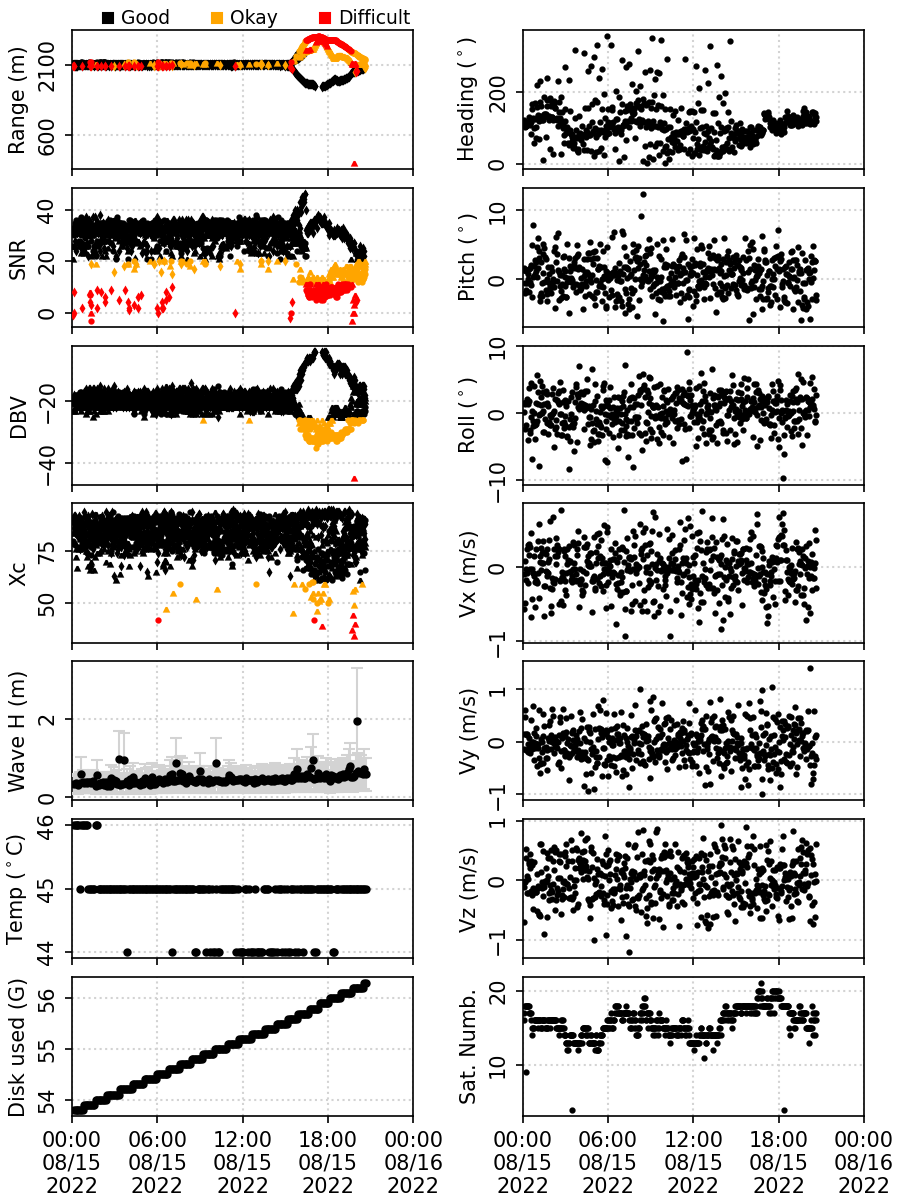 Good Okay Difficult
Range (m)
2100
600
Heading (°)
200
0
SNR
40
20
0
Pitch (°)
10
0
DBV
−20
−40
Roll (°)
10
0
−10
Xc
75
50
Vx (m/s)
0
−1
Wave H (m)
2
0
Vy (m/s)
1
0
−1
Temp (°C)
46
45
44
Vz (m/s)
1
0
−1
Disk used (G)
56
55
54
Sat. Numb.
20
10
00:00 06:00 12:00 18:00 00:00
08/15 08/15 08/15 08/15 08/16
2022 2022 2022 2022 2022
00:00 06:00 12:00 18:00 00:00
08/15 08/15 08/15 08/15 08/16
2022 2022 2022 2022 2022